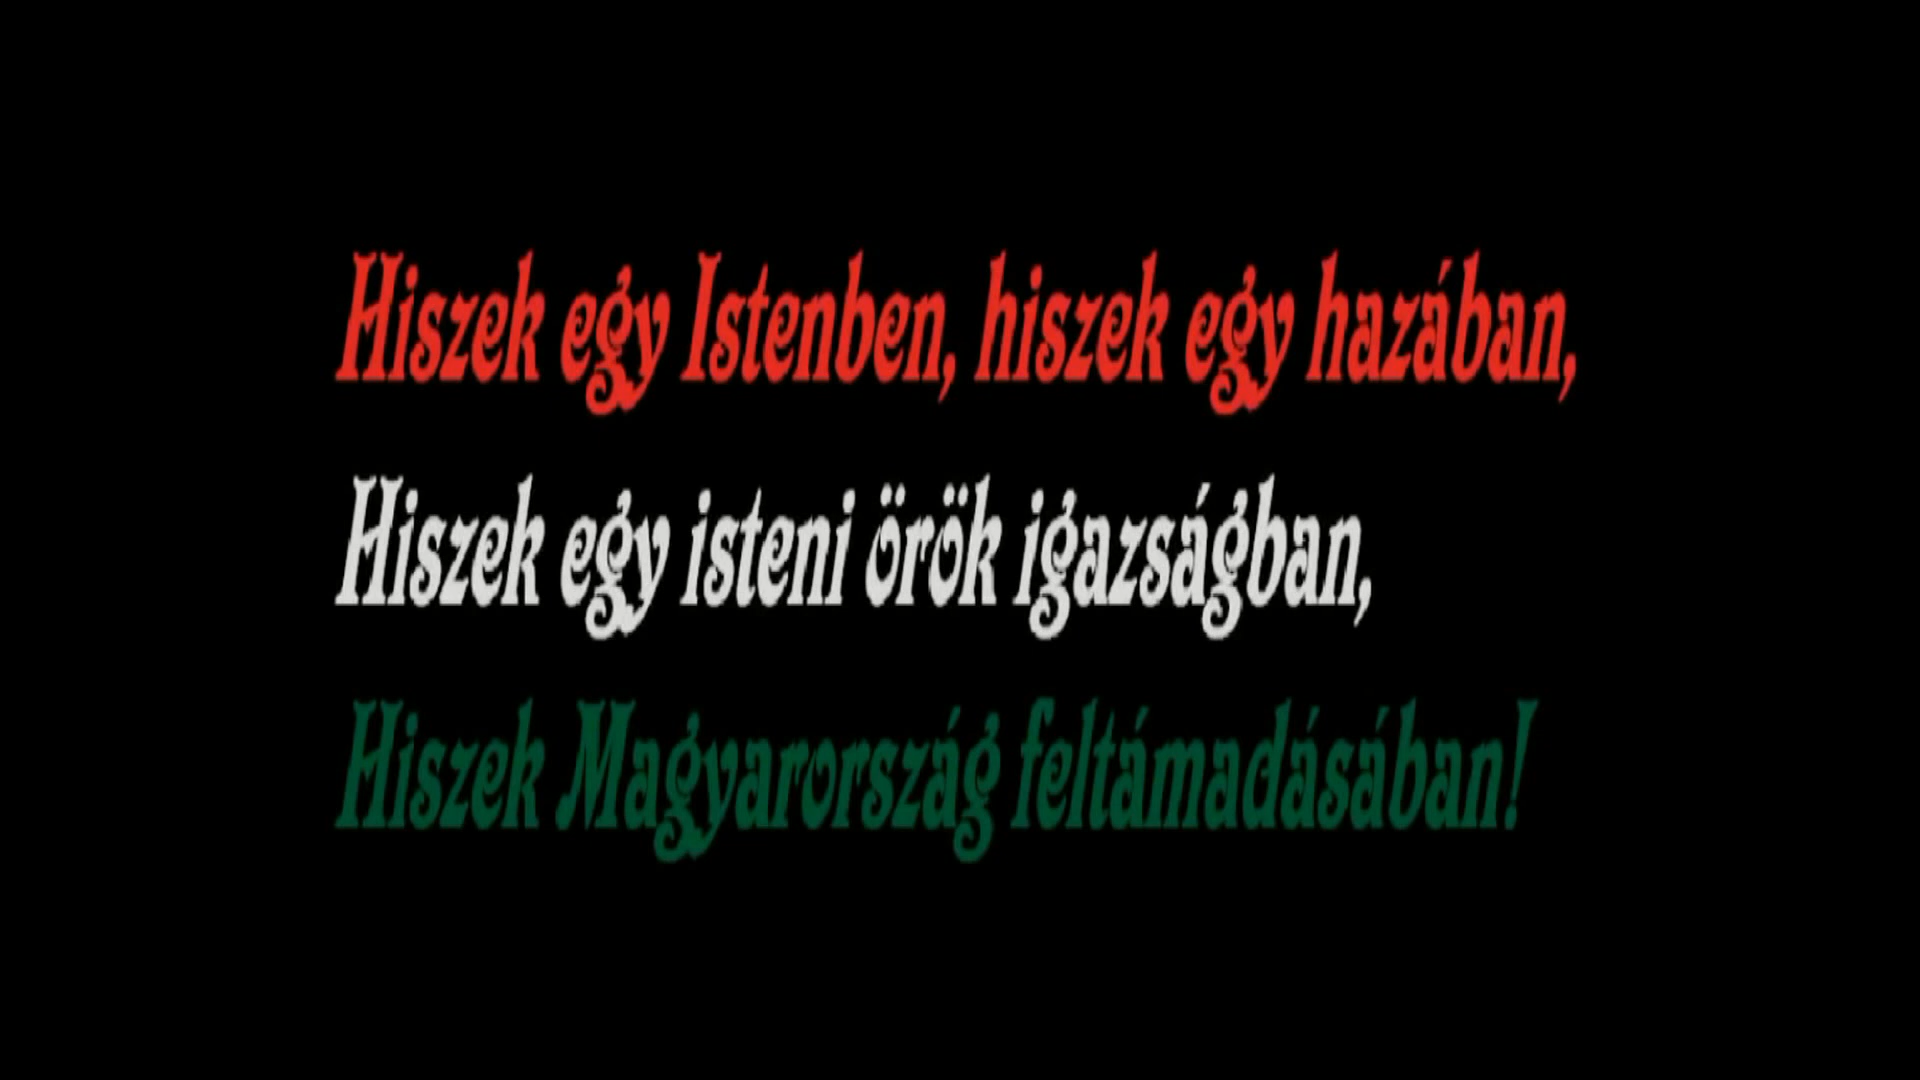 Hiszek egy Istenben, hiszek egy hazában,
Hiszek egy isteni örök igazságban,
Hiszek Magyarország feltámadásában!